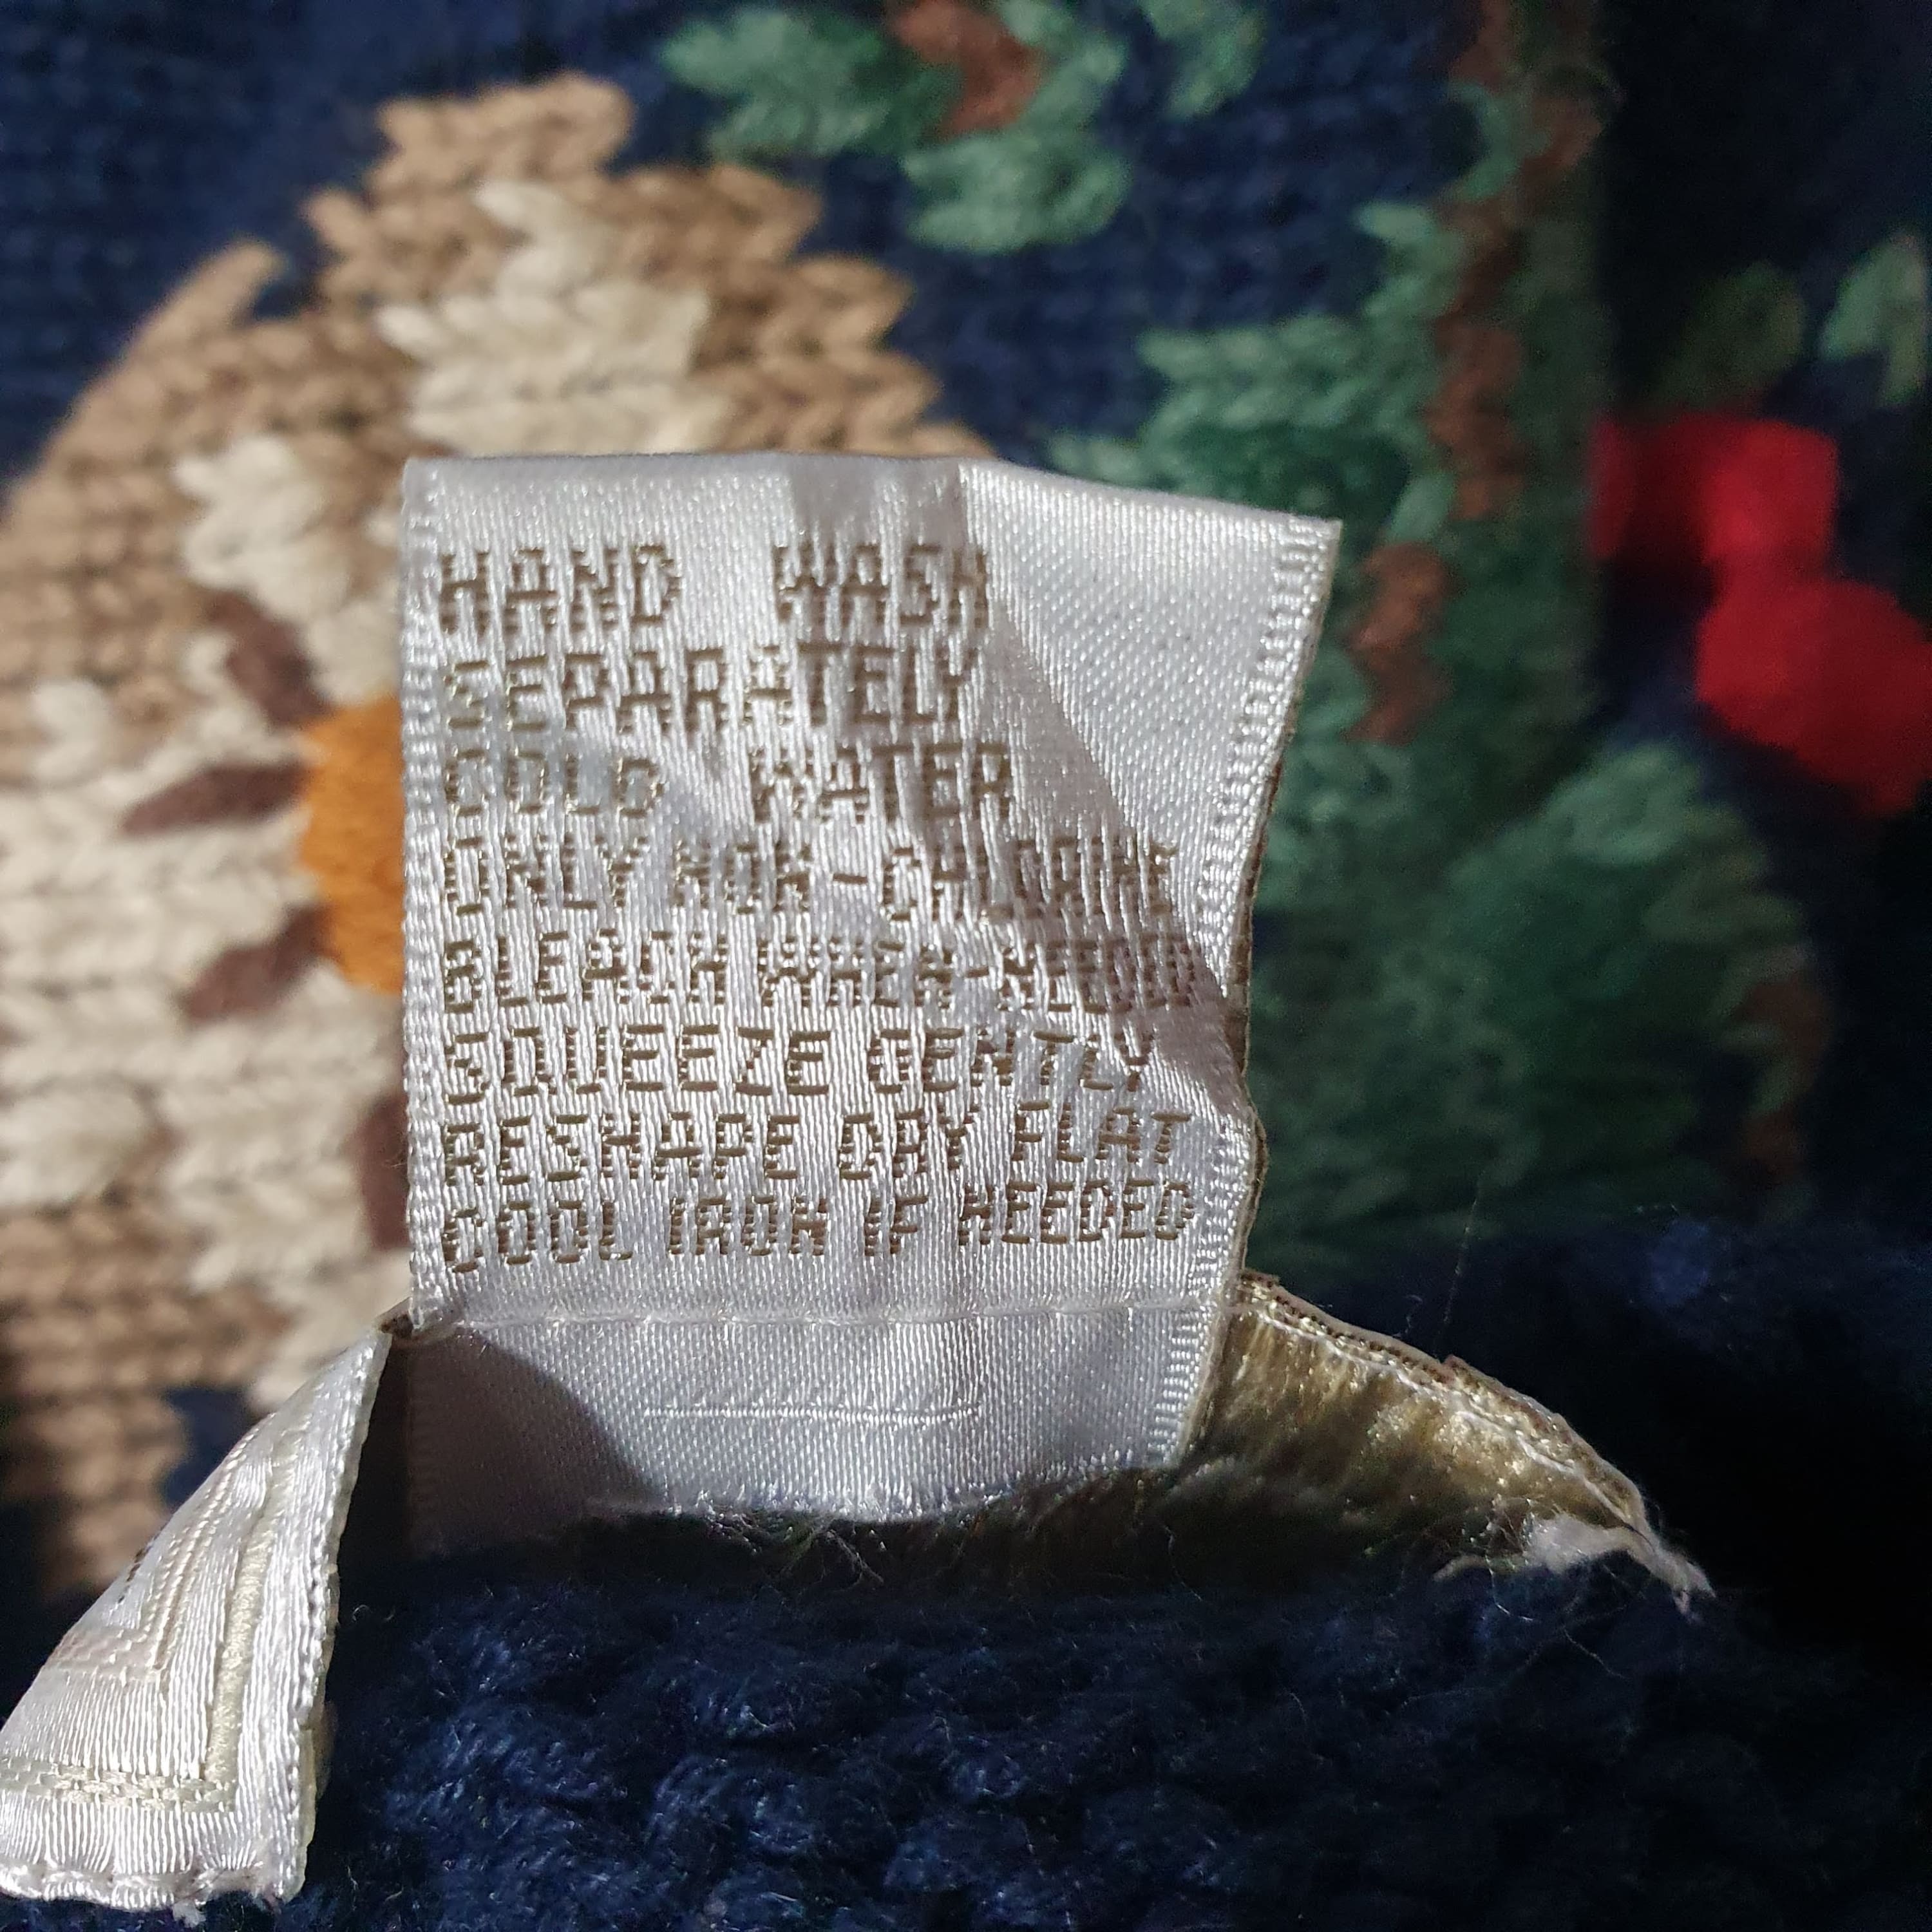 HAND WASH
SEPARATELY
COLD WATER
ONLY NON-CHLORINE
BLEACH WHEN-NEEDED
SQUEEZE GENTLY
RESHAPE DRY FLAT
COOL IRON IF NEEDED